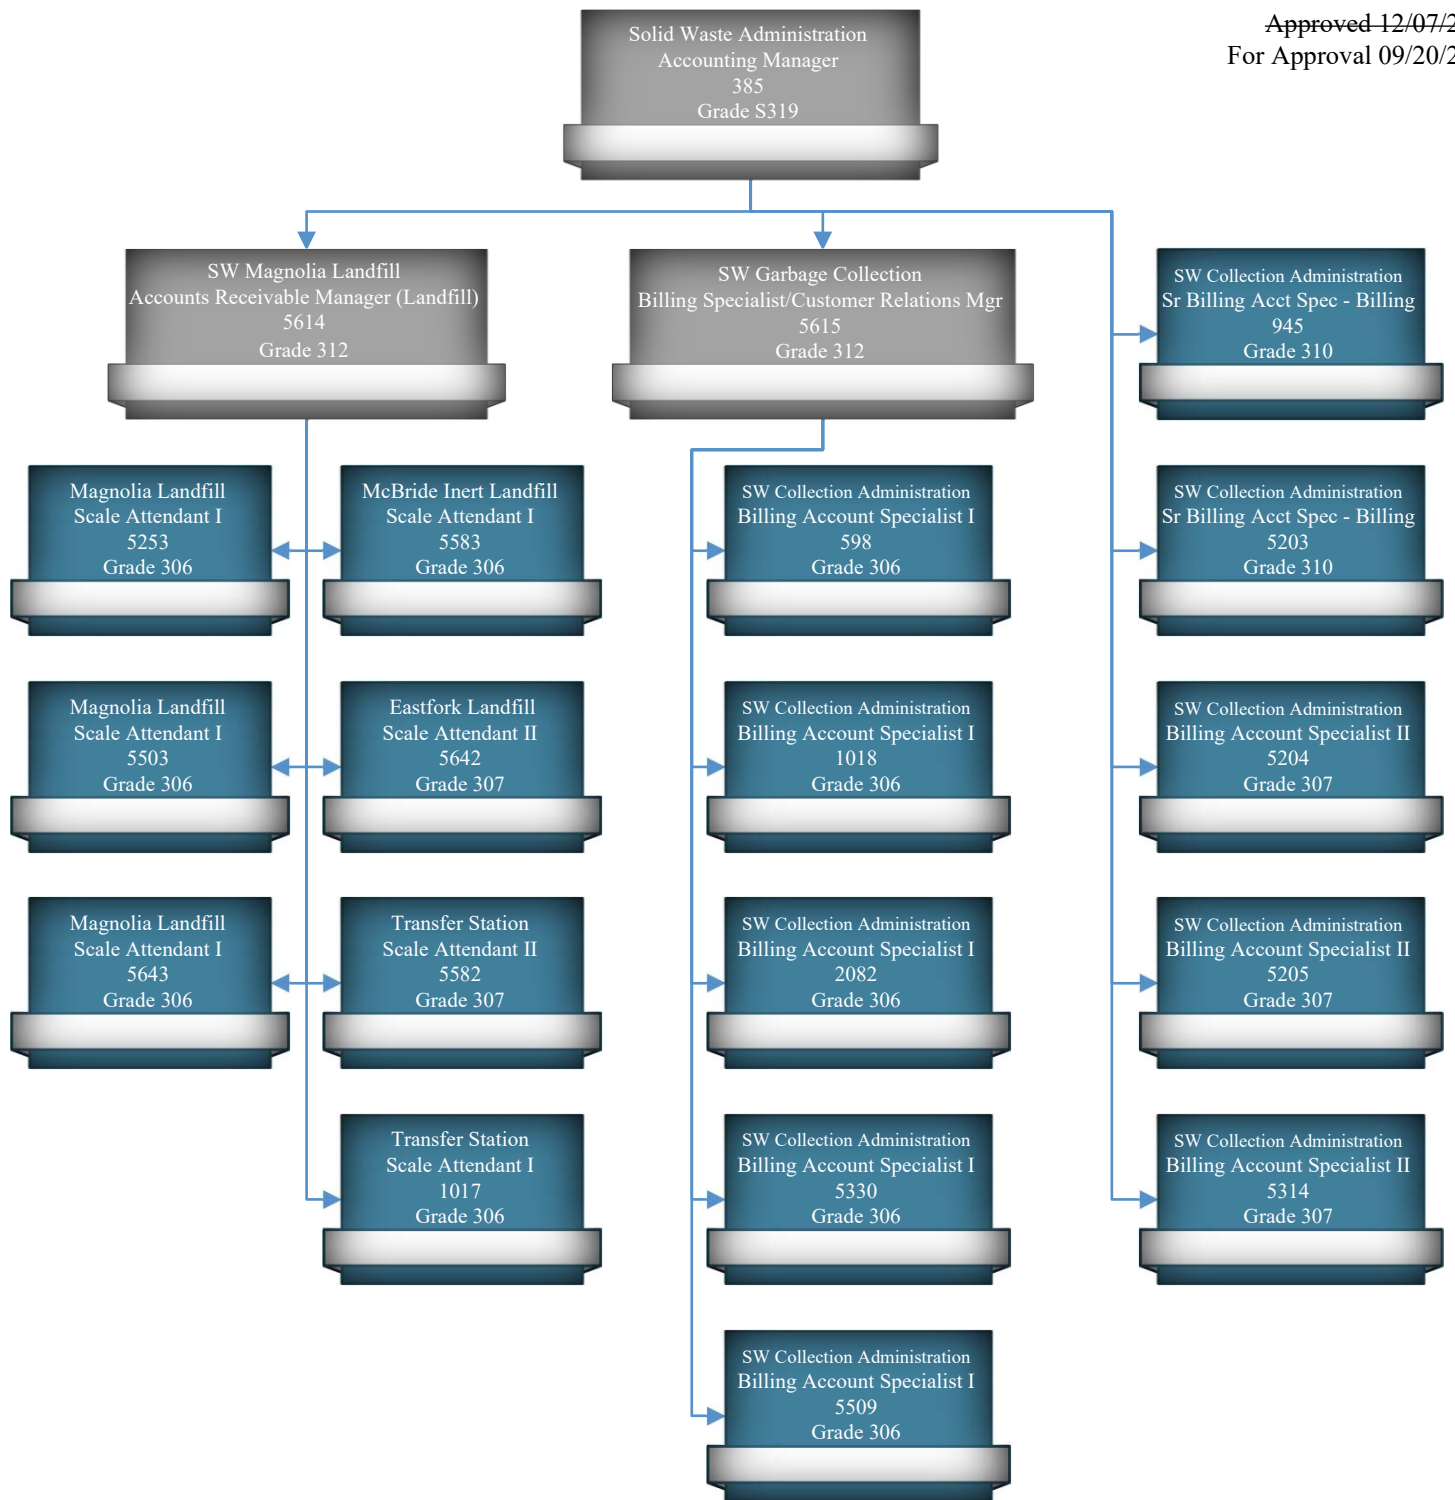 Approved 12/07/2
For Approval 09/20/2
Solid Waste Administration
Accounting Manager
385
Grade S319
SW Magnolia Landfill
Accounts Receivable Manager (Landfill)
5614
Grade 312
SW Garbage Collection
Billing Specialist/Customer Relations Mgr
5615
Grade 312
SW Collection Administration
Sr Billing Acct Spec - Billing
945
Grade 310
Magnolia Landfill
Scale Attendant I
5253
Grade 306
McBride Inert Landfill
Scale Attendant I
5583
Grade 306
SW Collection Administration
Billing Account Specialist I
598
Grade 306
SW Collection Administration
Sr Billing Acct Spec - Billing
5203
Grade 310
Magnolia Landfill
Scale Attendant I
5503
Grade 306
Eastfork Landfill
Scale Attendant II
5642
Grade 307
SW Collection Administration
Billing Account Specialist I
1018
Grade 306
SW Collection Administration
Billing Account Specialist II
5204
Grade 307
Magnolia Landfill
Scale Attendant I
5643
Grade 306
Transfer Station
Scale Attendant II
5582
Grade 307
SW Collection Administration
Billing Account Specialist I
2082
Grade 306
SW Collection Administration
Billing Account Specialist II
5205
Grade 307
Transfer Station
Scale Attendant I
1017
Grade 306
SW Collection Administration
Billing Account Specialist I
5330
Grade 306
SW Collection Administration
Billing Account Specialist II
5314
Grade 307
SW Collection Administration
Billing Account Specialist I
5509
Grade 306